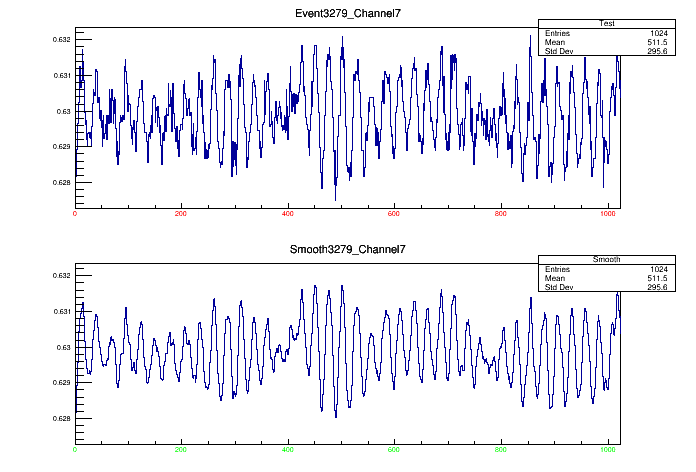 Event3279_Channel7
Test
Entries 1024
Mean 511.5
Std Dev 295.6
0.632
0.631
0.63
0.629
0.628
0 200 400 600 800 1000
Smooth3279_Channel7
Smooth
Entries 1024
Mean 511.5
Std Dev 295.6
0.632
0.631
0.63
0.629
0.628
0 200 400 600 800 1000